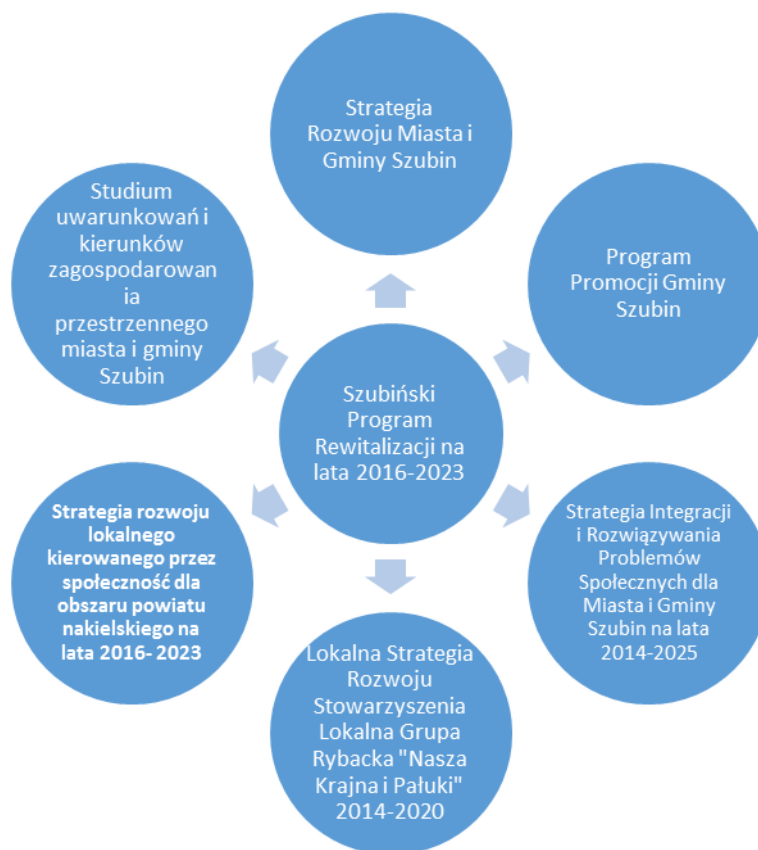 Strategia
Rozwoju Miasta i
Gminy Szubin
Studium
uwarunkowań i
kierunków
zagospodarowan
ia
przestrzennego
miasta i gminy
Szubin
Program
Promocji Gminy
Szubin
Szubiński
Program
Rewitalizacji na
lata 2016-2023
Strategia rozwoju
lokalnego
kierowanego przez
społeczność dla
obszaru powiatu
nakielskiego na
lata 2016- 2023
Strategia Integracji
i Rozwiązywania
Problemów
Społecznych dla
Miasta i Gminy
Szubin na lata
2014-2025
Lokalna Strategia
Rozwoju
Stowarzyszenia
Lokalna Grupa
Rybacka "Nasza
Krajna i Pałuki"
2014-2020